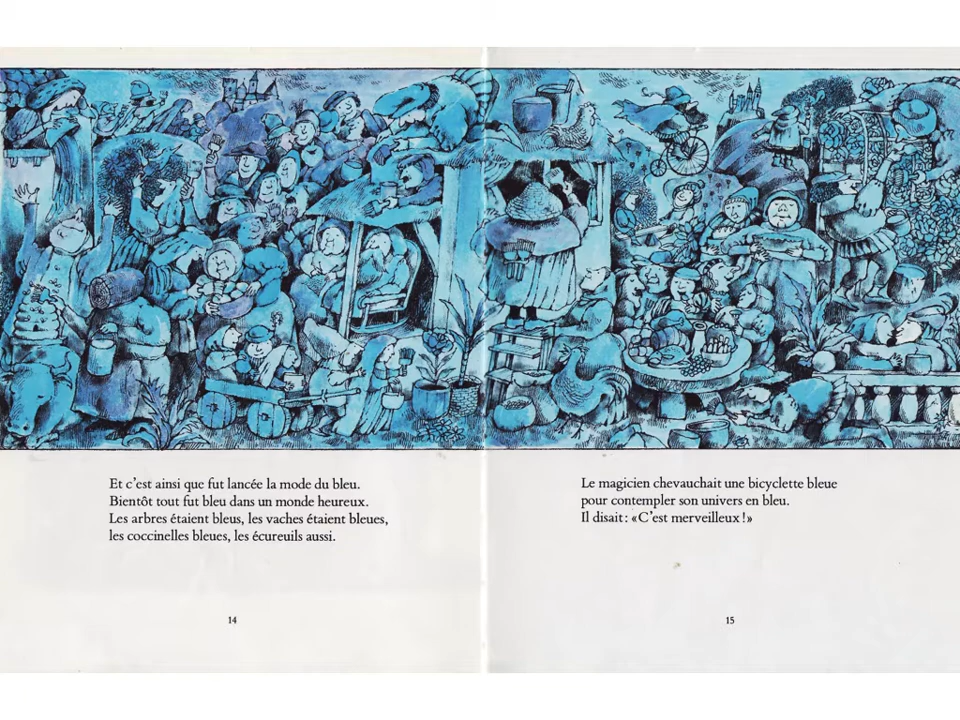 Et c'est ainsi que fut lancée la mode du bleu.
Bientôt tout fut bleu dans un monde heureux.
Les arbres étaient bleus, les vaches étaient bleues,
les coccinelles bleues, les écureuils aussi.
14
Le magicien chevauchait une bicyclette bleue
pour contempler son univers en bleu.
Il disait : «C'est merveilleux !»
15